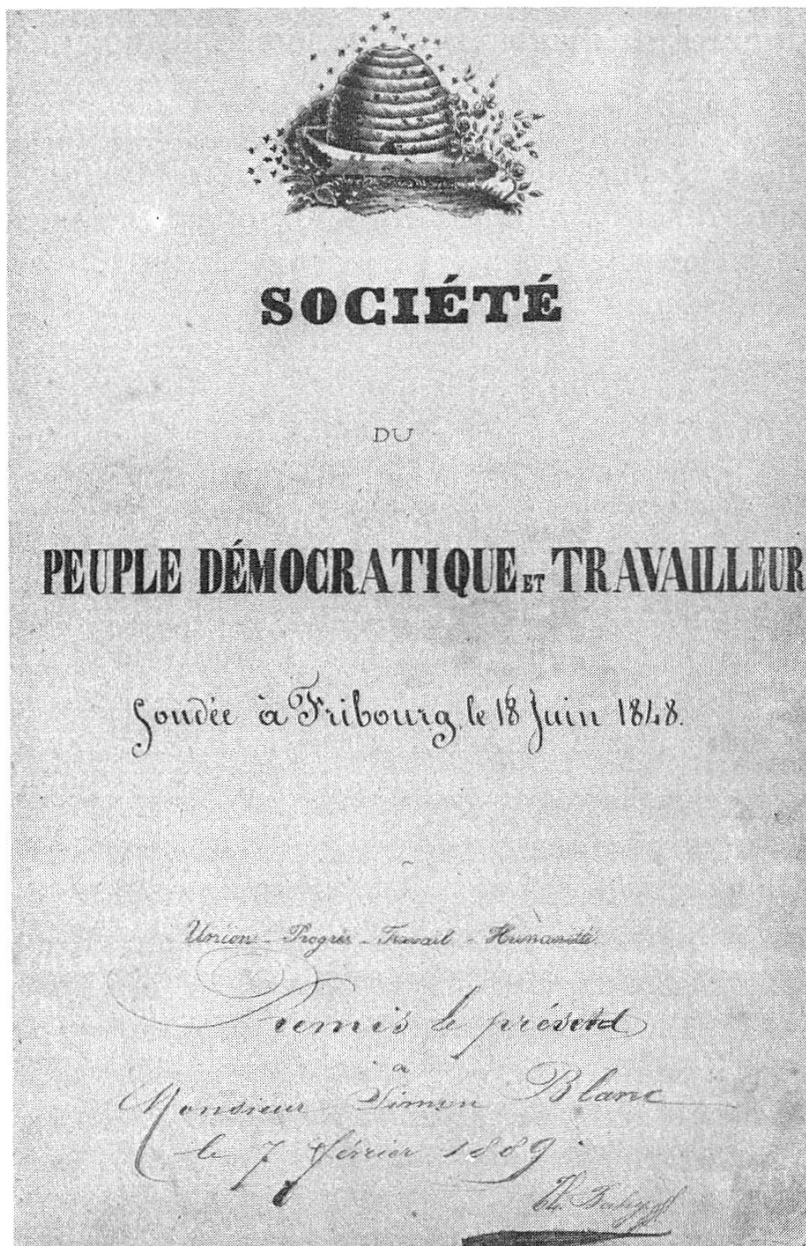 SOCIÉTÉ
DU
PEUPLE DÉMOCRATIQUE ET TRAVAILLEUR
fondée à Fribourg, le 18 Juin 1848.
Union - Progrès - Travail - Humanité.
Remis le présent
à
Monsieur Simon Blanc
le 7 février 1889.